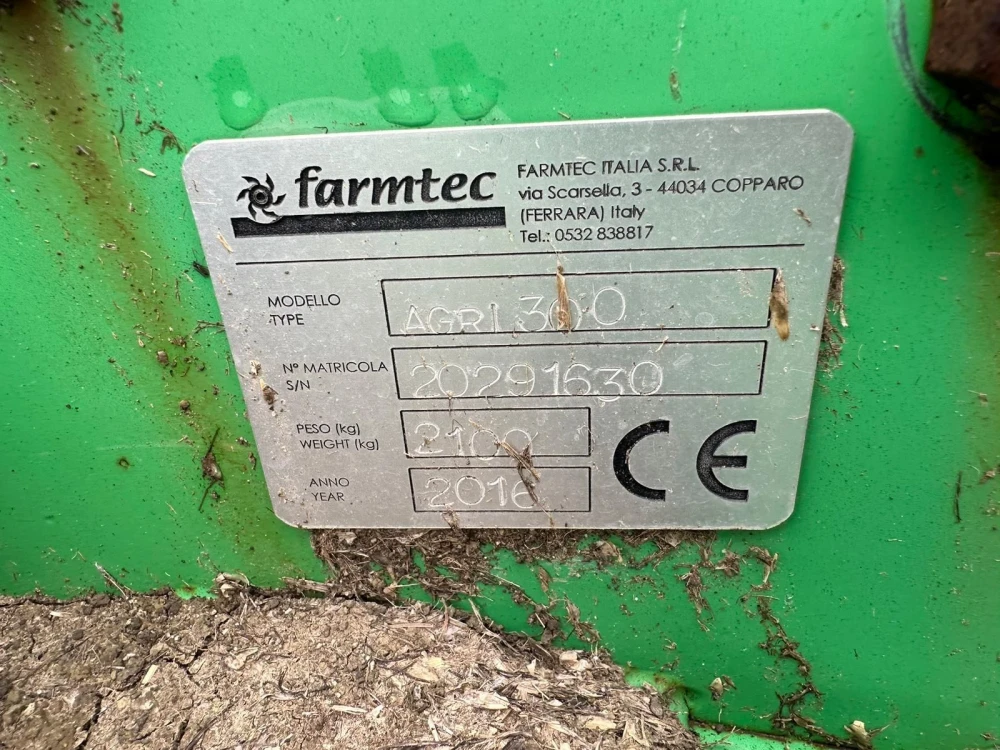 farmtec
FARMTEC ITALIA S.R.L.
via Scarsella, 3 - 44034 COPPARO
(FERRARA) Italy
Tel.: 0532 838817
MODELLO
TYPE
AGRI 300
Nº MATRICOLA
S/N
20291630
PESO (kg)
WEIGHT (kg)
2100
ANNO
YEAR
2016
CE